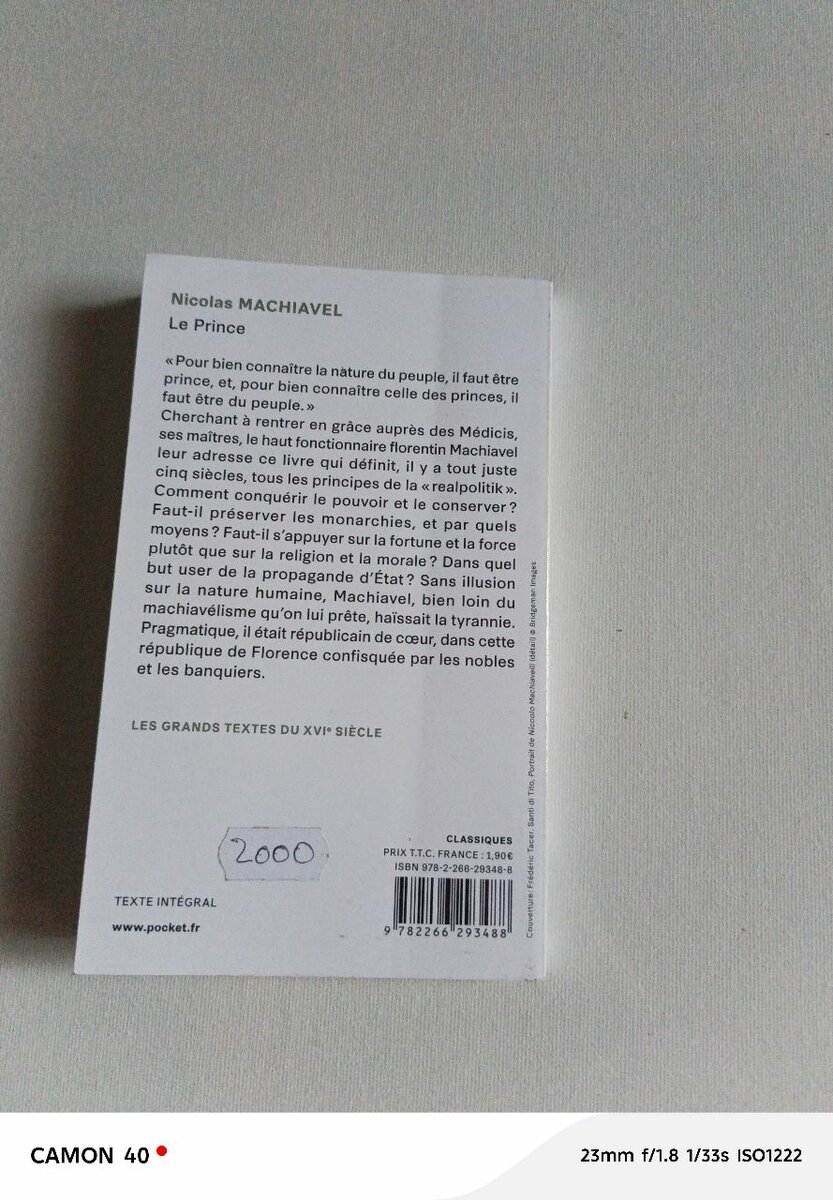 Nicolas MACHIAVEL
Le Prince
« Pour bien connaître la nature du peuple, il faut être
prince, et, pour bien connaître celle des princes, il
faut être du peuple. »
Cherchant à rentrer en grâce auprès des Médicis,
ses maîtres, le haut fonctionnaire florentin Machiavel
leur adresse ce livre qui définit, il y a tout juste
cinq siècles, tous les principes de la « realpolitik ».
Comment conquérir le pouvoir et le conserver ?
Faut-il préserver les monarchies, et par quels
moyens ? Faut-il s'appuyer sur la fortune et la force
plutôt que sur la religion et la morale ? Dans quel
but user de la propagande d'État ? Sans illusion
sur la nature humaine, Machiavel, bien loin du
machiavélisme qu'on lui prête, haïssait la tyrannie.
Pragmatique, il était républicain de cœur, dans cette
république de Florence confisquée par les nobles
et les banquiers.
LES GRANDS TEXTES DU XVIe SIÈCLE
2000
TEXTE INTÉGRAL
www.pocket.fr
CLASSIQUES
PRIX T.T.C. FRANCE : 1,90 €
ISBN 978-2-266-29348-8
9 782266 293488
Couverture : Frédéric Tacer. Santi di Tito, Portrait de Niccolo Machiavelli (détail) © Bridgeman Images
CAMON 40
23mm f/1.8 1/33s ISO1222